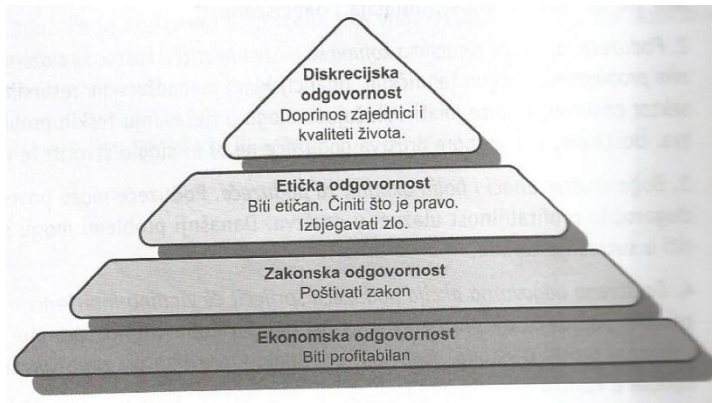 Diskrecijska
odgovornost
Doprinos zajednici i
kvaliteti života.
Etička odgovornost
Biti etičan. Činiti što je pravo.
Izbjegavati zlo.
Zakonska odgovornost
Poštivati zakon
Ekonomska odgovornost
Biti profitabilan